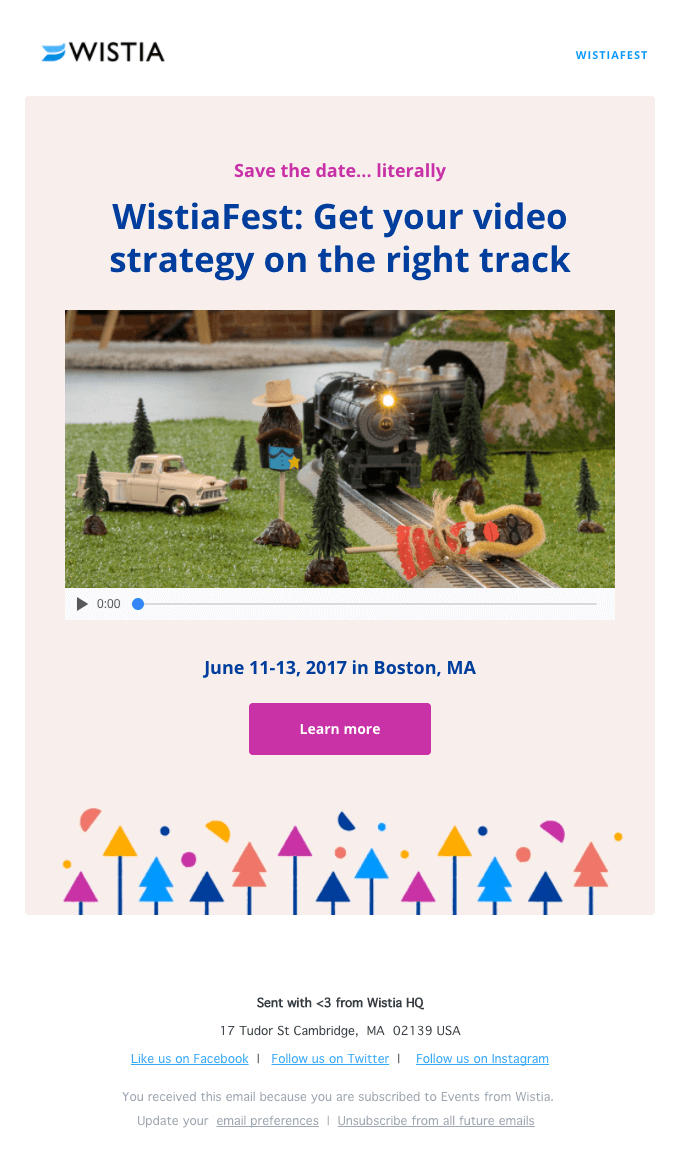 WISTIA
WISTIAFEST
Save the date... literally
WistiaFest: Get your video
strategy on the right track
0:00
June 11-13, 2017 in Boston, MA
Learn more
Sent with <3 from Wistia HQ
17 Tudor St Cambridge, MA 02139 USA
Like us on Facebook | Follow us on Twitter | Follow us on Instagram
You received this email because you are subscribed to Events from Wistia.
Update your email preferences | Unsubscribe from all future emails